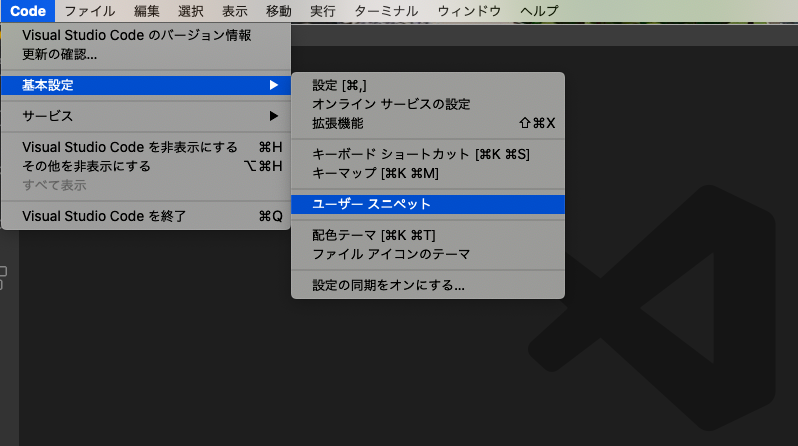 Code ファイル 編集 選択 表示 移動 実行 ターミナル ウィンドウ ヘルプ
Visual Studio Code のバージョン情報
更新の確認...
基本設定 ▶
サービス ▶
Visual Studio Code を非表示にする ⌘H
その他を非表示にする ⌥⌘H
すべて表示
Visual Studio Code を終了 ⌘Q
設定 [⌘,]
オンライン サービスの設定
拡張機能 ⇧⌘X
キーボード ショートカット [⌘K ⌘S]
キーマップ [⌘K ⌘M]
ユーザー スニペット
配色テーマ [⌘K ⌘T]
ファイル アイコンのテーマ
設定の同期をオンにする...